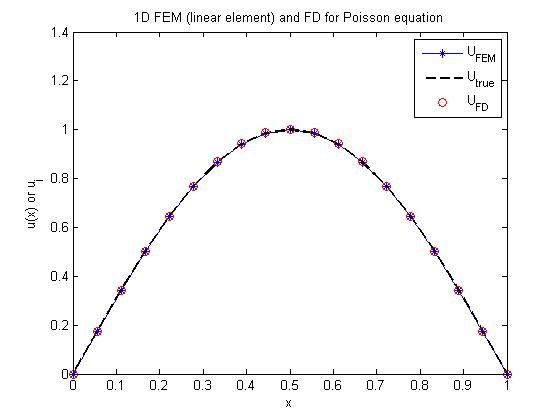 1D FEM (linear element) and FD for Poisson equation
1.4
1.2
1
0.8
0.6
0.4
0.2
0
u(x) or u_i
U_FEM
U_true
U_FD
0 0.1 0.2 0.3 0.4 0.5 0.6 0.7 0.8 0.9 1
x